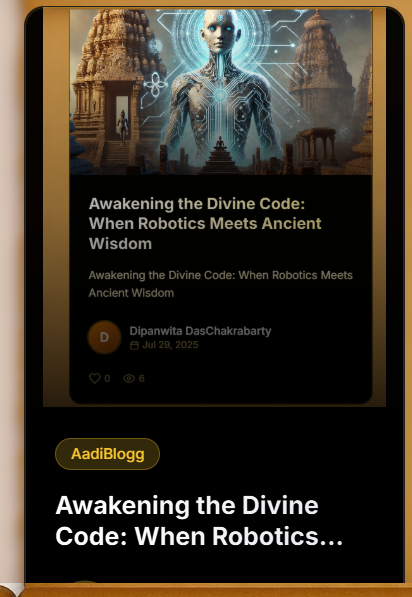 Awakening the Divine Code:
When Robotics Meets Ancient
Wisdom
Awakening the Divine Code: When Robotics Meets
Ancient Wisdom
D
Dipanwita DasChakrabarty
Jul 29, 2025
0 6
AadiBlogg
Awakening the Divine
Code: When Robotics...